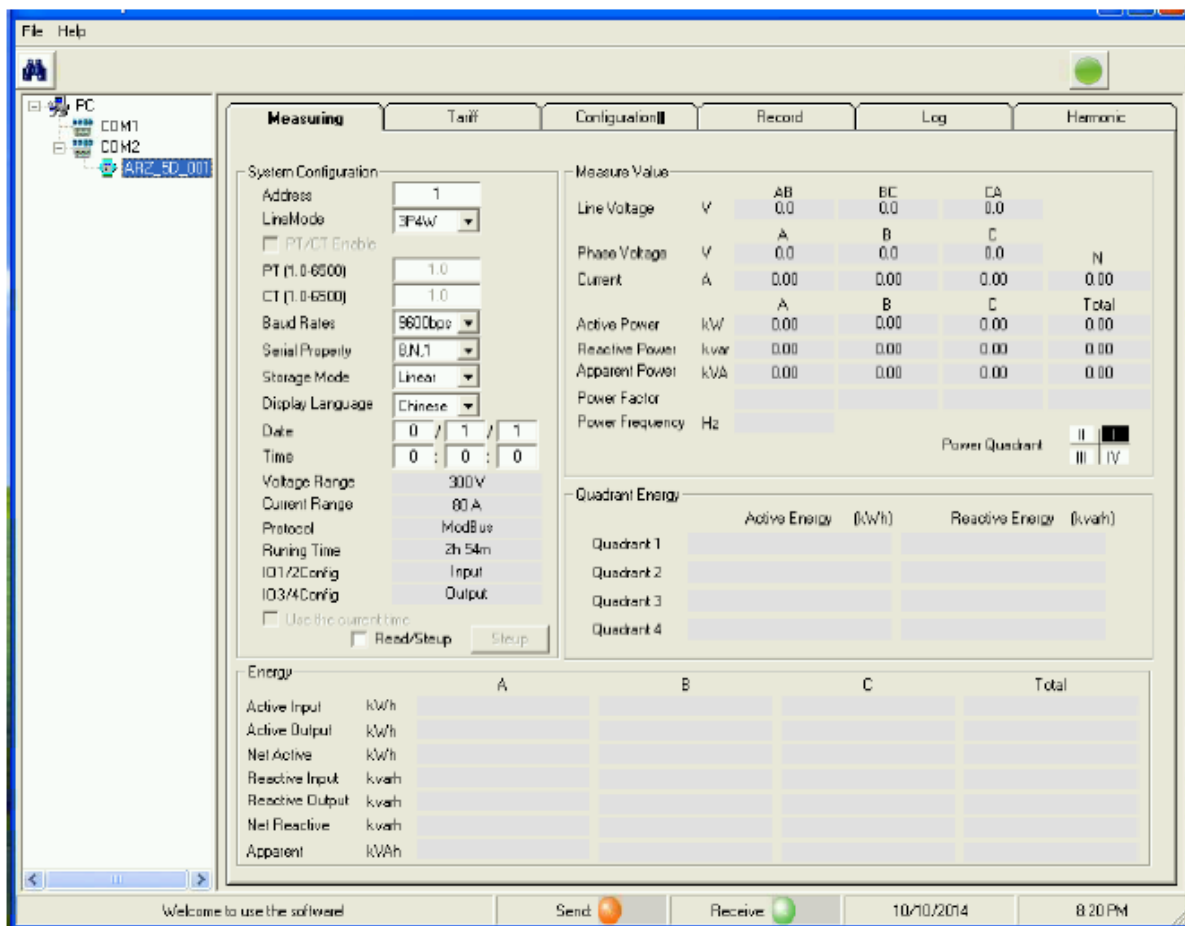 File Help
PC
COM1
COM2
ARZ_5D_001
Measuring Tariff ConfigurationⅡ Record Log Harmonic
System Configuration
Address 1
LineMode 3P4W
PT/CT Enable
PT (1.0-6500) 1.0
CT (1.0-6500) 1.0
Baud Rates 9600bps
Serial Property 8,N,1
Storage Mode Linear
Display Language Chinese
Date 0 / 1 / 1
Time 0 : 0 : 0
Voltage Range 300 V
Current Range 80 A
Protocol ModBus
Runing Time 2h 54m
IO1/2Config Input
IO3/4Config Output
Use the current time
Read/Steup Steup
Measure Value
AB BC CA
Line Voltage V 0.0 0.0 0.0
A B C
Phase Voltage V 0.0 0.0 0.0 N
Current A 0.00 0.00 0.00 0.00
A B C Total
Active Power kW 0.00 0.00 0.00 0.00
Reactive Power kvar 0.00 0.00 0.00 0.00
Apparent Power kVA 0.00 0.00 0.00 0.00
Power Factor
Power Frequency Hz
Power Quadrant II I
III IV
Quadrant Energy
Active Energy (kWh) Reactive Energy (kvarh)
Quadrant 1
Quadrant 2
Quadrant 3
Quadrant 4
Energy
A B C Total
Active Input kWh
Active Output kWh
Net Active kWh
Reactive Input kvarh
Reactive Output kvarh
Net Reactive kvarh
Apparent kVAh
Welcome to use the software! Send: Receive: 10/10/2014 8:20 PM